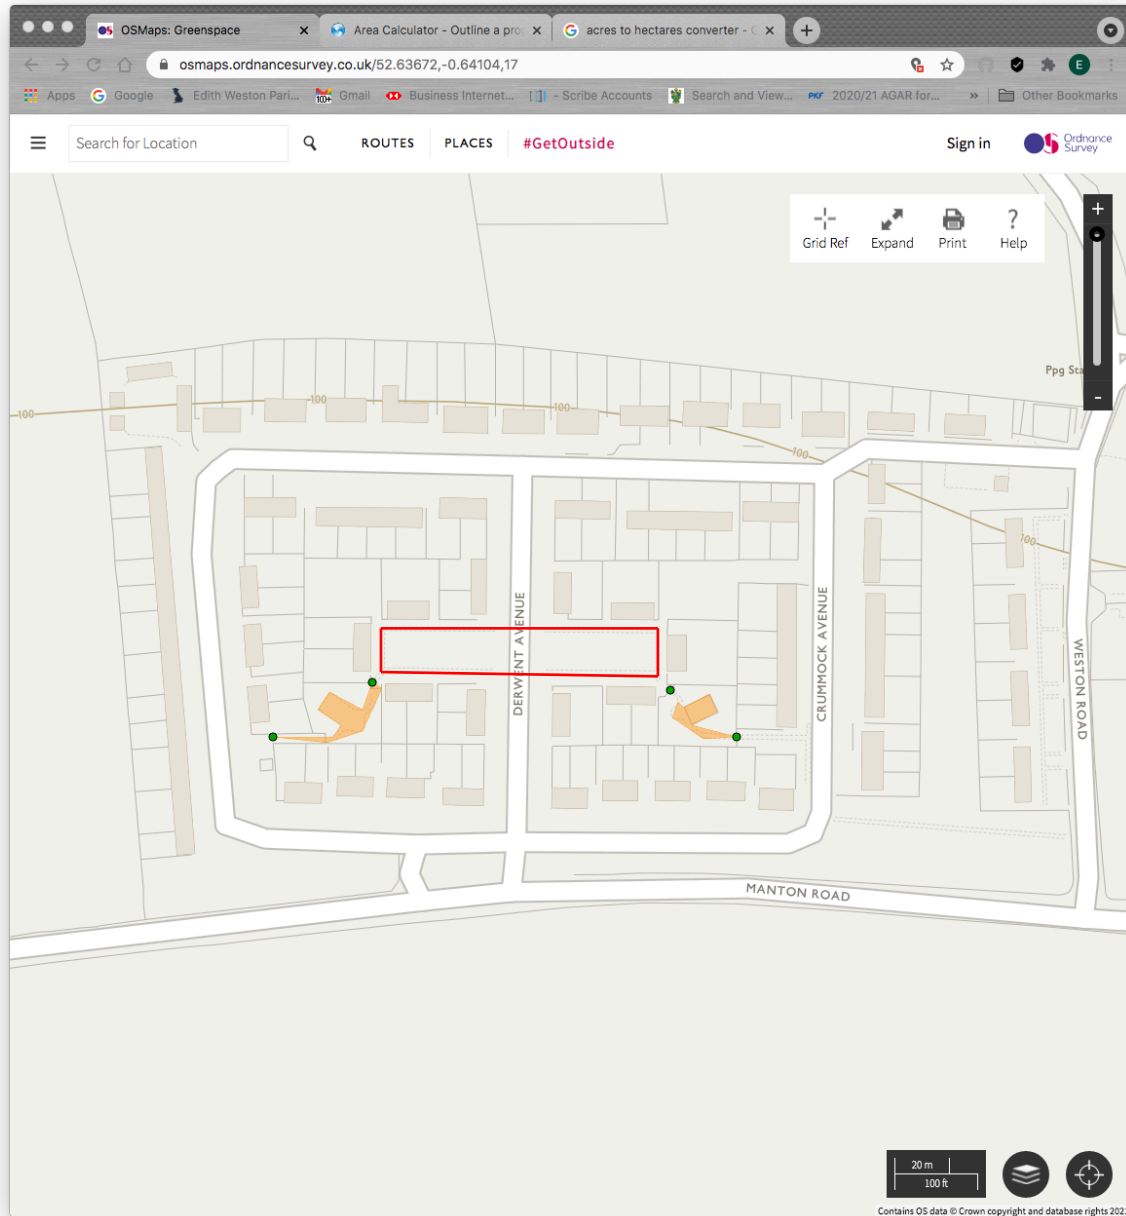 OSMaps: Greenspace
Area Calculator - Outline a pro
acres to hectares converter -
osmaps.ordnancesurvey.co.uk/52.63672,-0.64104,17
E
Apps
Google
Edith Weston Pari...
100+
Gmail
Business Internet...
- Scribe Accounts
Search and View...
PKF
2020/21 AGAR for...
»
Other Bookmarks
Search for Location
ROUTES
PLACES
#GetOutside
Sign in
Ordnance
Survey
Grid Ref
Expand
Print
? Help
+
-
Ppg Sta
100
100
100
100
100
DERWENT AVENUE
CRUMMOCK AVENUE
WESTON ROAD
MANTON ROAD
20 m
100 ft
Contains OS data © Crown copyright and database rights 202